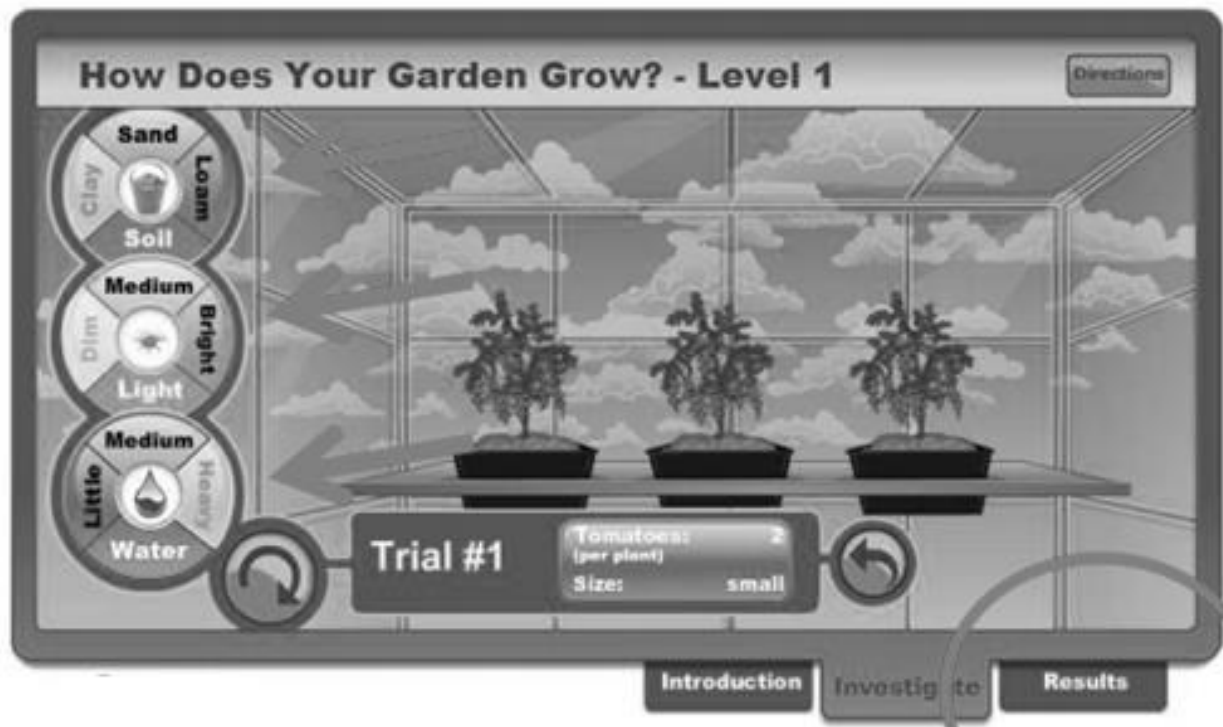 How Does Your Garden Grow? - Level 1
Directions
Sand
Clay
Loam
Soil
Medium
Dim
Bright
Light
Medium
Little
Heavy
Water
Trial #1
Tomatoes: 2
(per plant)
Size: small
Introduction
Investigate
Results